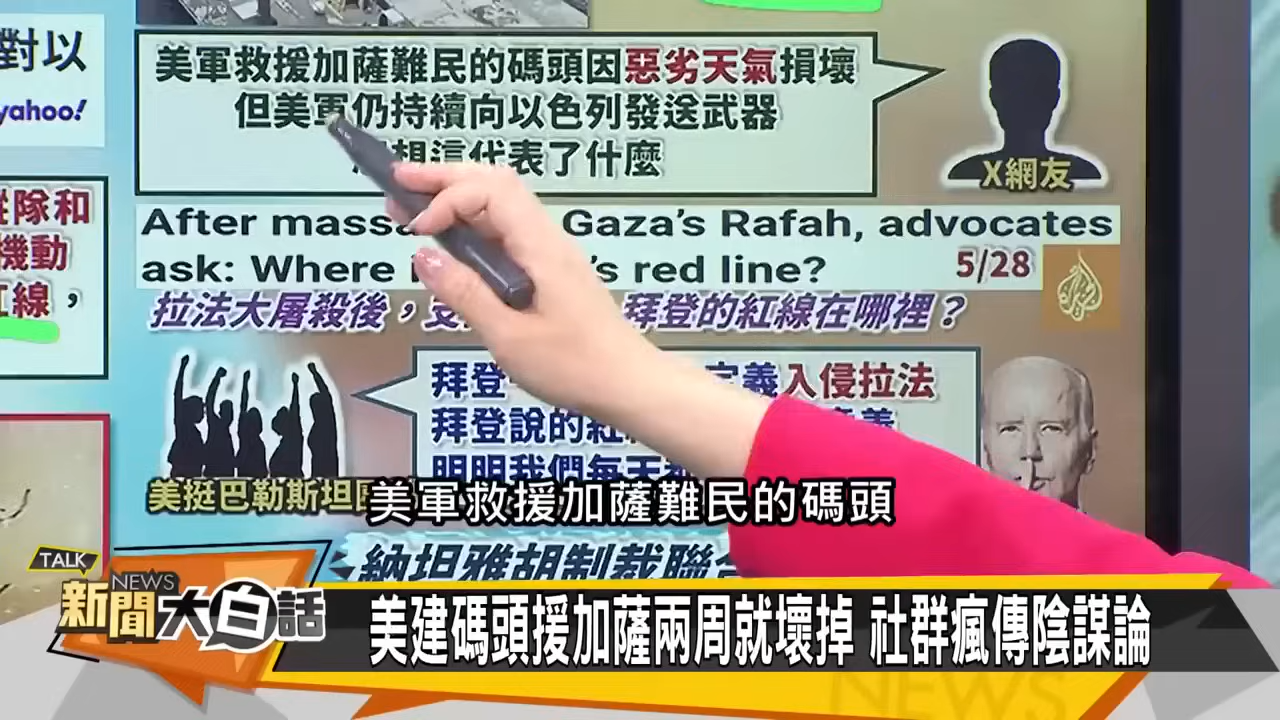 對以
yahoo!
隊和
機動
紅線，
美軍救援加薩難民的碼頭因惡劣天氣損壞
但美軍仍持續向以色列發送武器
想這代表了什麼
X網友
After Gaza's Rafah, advocates
ask: Where red line?
5/28
拉法大屠殺後， 拜登的紅線在哪裡？
拜登 定義入侵拉法
拜登說的紅
明明我們每天
美挺巴勒斯坦
美軍救援加薩難民的碼頭
納坦雅胡制裁聯合
TALK
NEWS
新聞大白話
美建碼頭援加薩兩周就壞掉 社群瘋傳陰謀論
NEWS